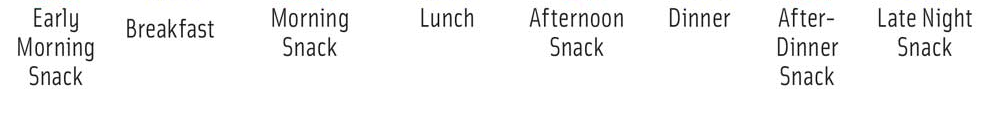 Early
Morning
Snack
Breakfast
Morning
Snack
Lunch
Afternoon
Snack
Dinner
After-
Dinner
Snack
Late Night
Snack